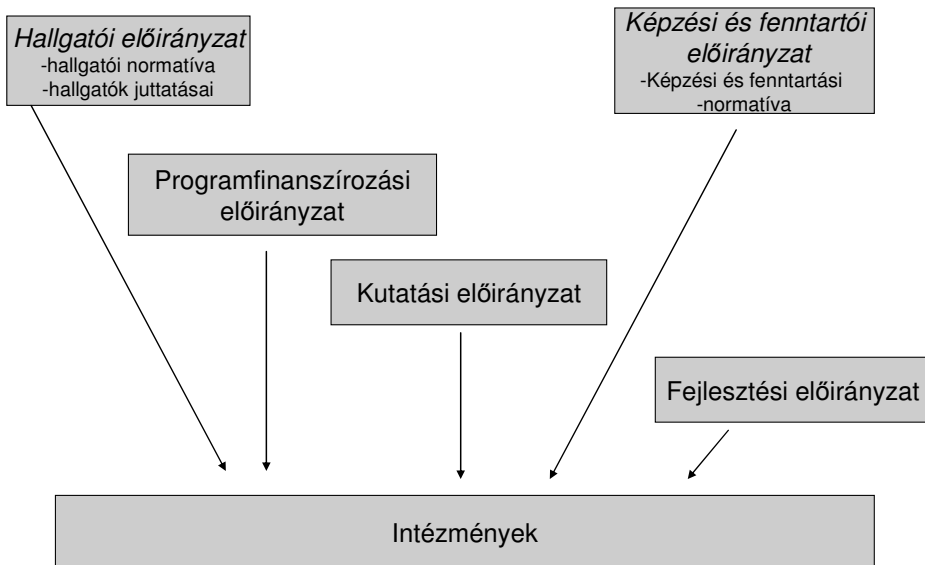 Hallgatói előirányzat
-hallgatói normatíva
-hallgatók juttatásai
Képzési és fenntartói
előirányzat
-Képzési és fenntartási
-normatíva
Programfinanszírozási
előirányzat
Kutatási előirányzat
Fejlesztési előirányzat
Intézmények